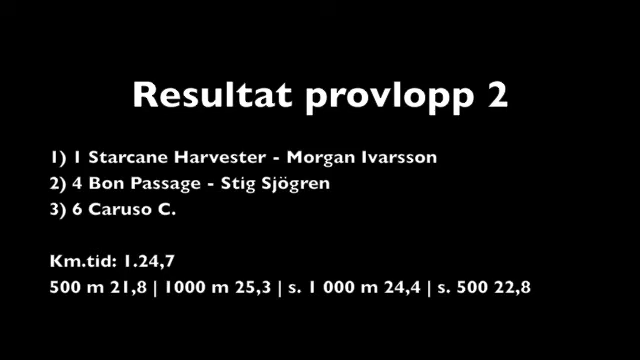 Resultat provlopp 2
1) 1 Starcane Harvester - Morgan Ivarsson
2) 4 Bon Passage - Stig Sjögren
3) 6 Caruso C.
Km.tid: 1.24,7
500 m 21,8 | 1000 m 25,3 | s. 1 000 m 24,4 | s. 500 22,8